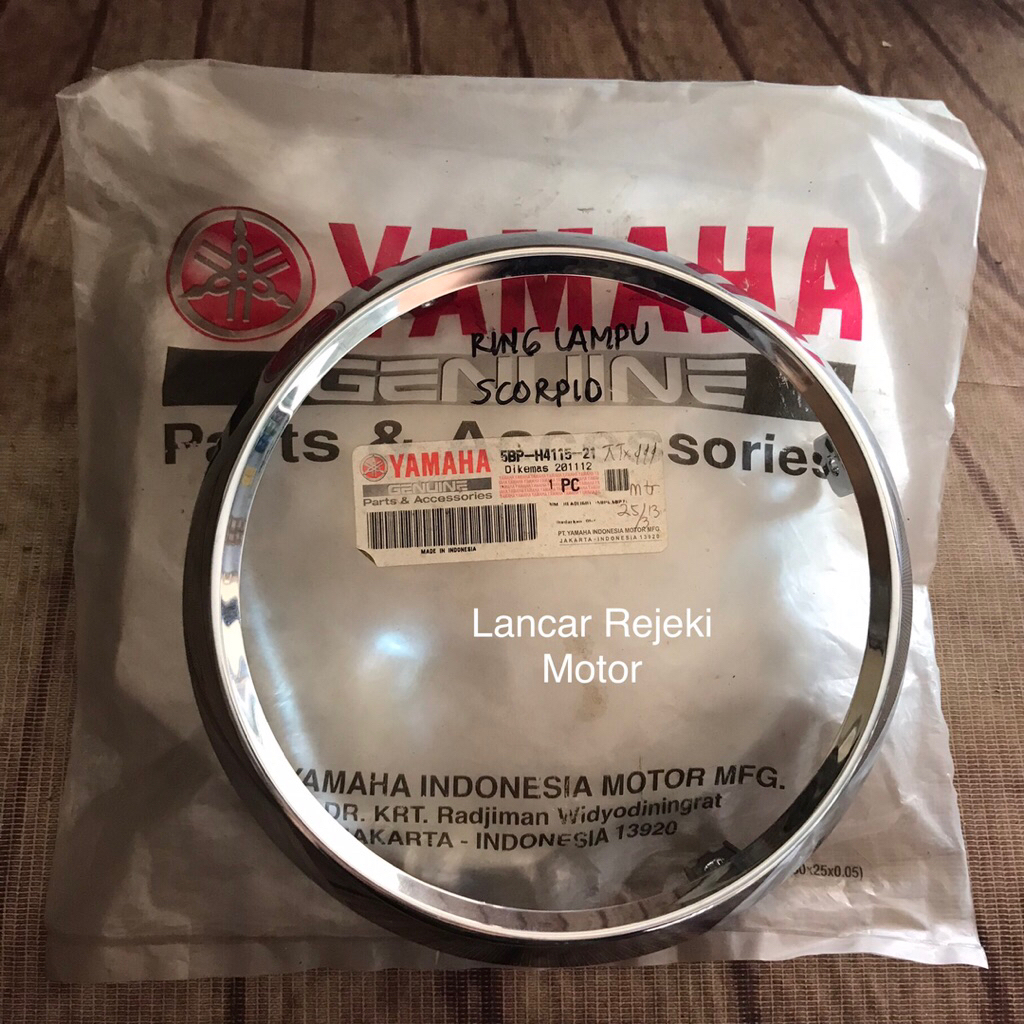 YAMAHA
GENUINE
Parts & Accessories
RING LAMPU
SCORPIO
YAMAHA
GENUINE
Parts & Accessories
5BP-H4115-21
Dikemas 201112
1 PC
25/13
PT. YAMAHA INDONESIA MOTOR MFG.
JAKARTA - INDONESIA 13920
MADE IN INDONESIA
Lancar Rejeki
Motor
YAMAHA INDONESIA MOTOR MFG.
DR. KRT. Radjiman Widyodiningrat
JAKARTA - INDONESIA 13920
x25x0.05)